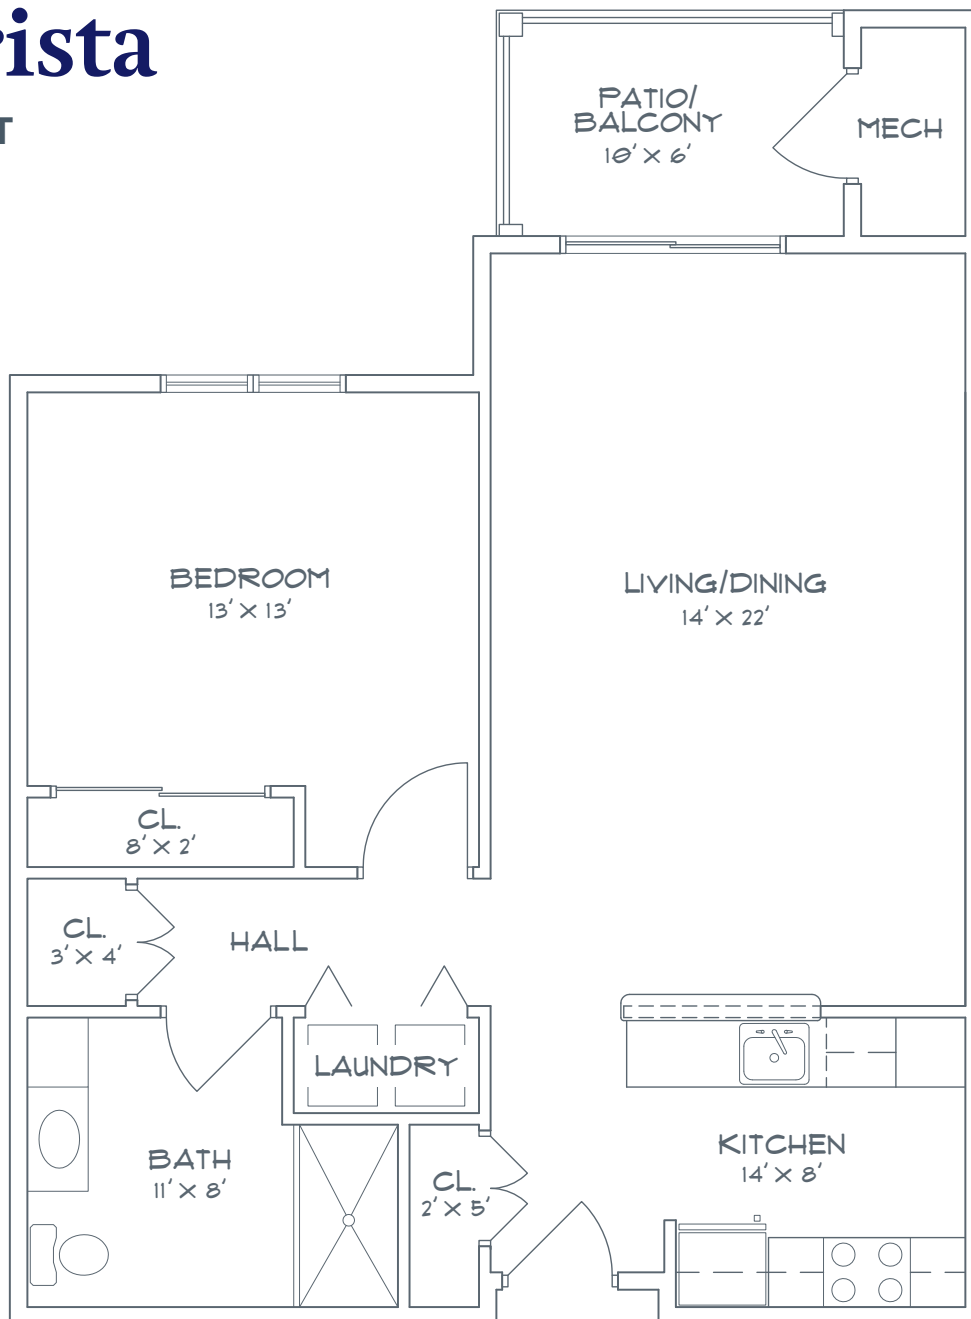 rista
T
PATIO/
BALCONY
10' X 6'
MECH
BEDROOM
13' X 13'
LIVING/DINING
14' X 22'
CL.
8' X 2'
CL.
3' X 4'
HALL
LAUNDRY
BATH
11' X 8'
CL.
2' X 5'
KITCHEN
14' X 8'